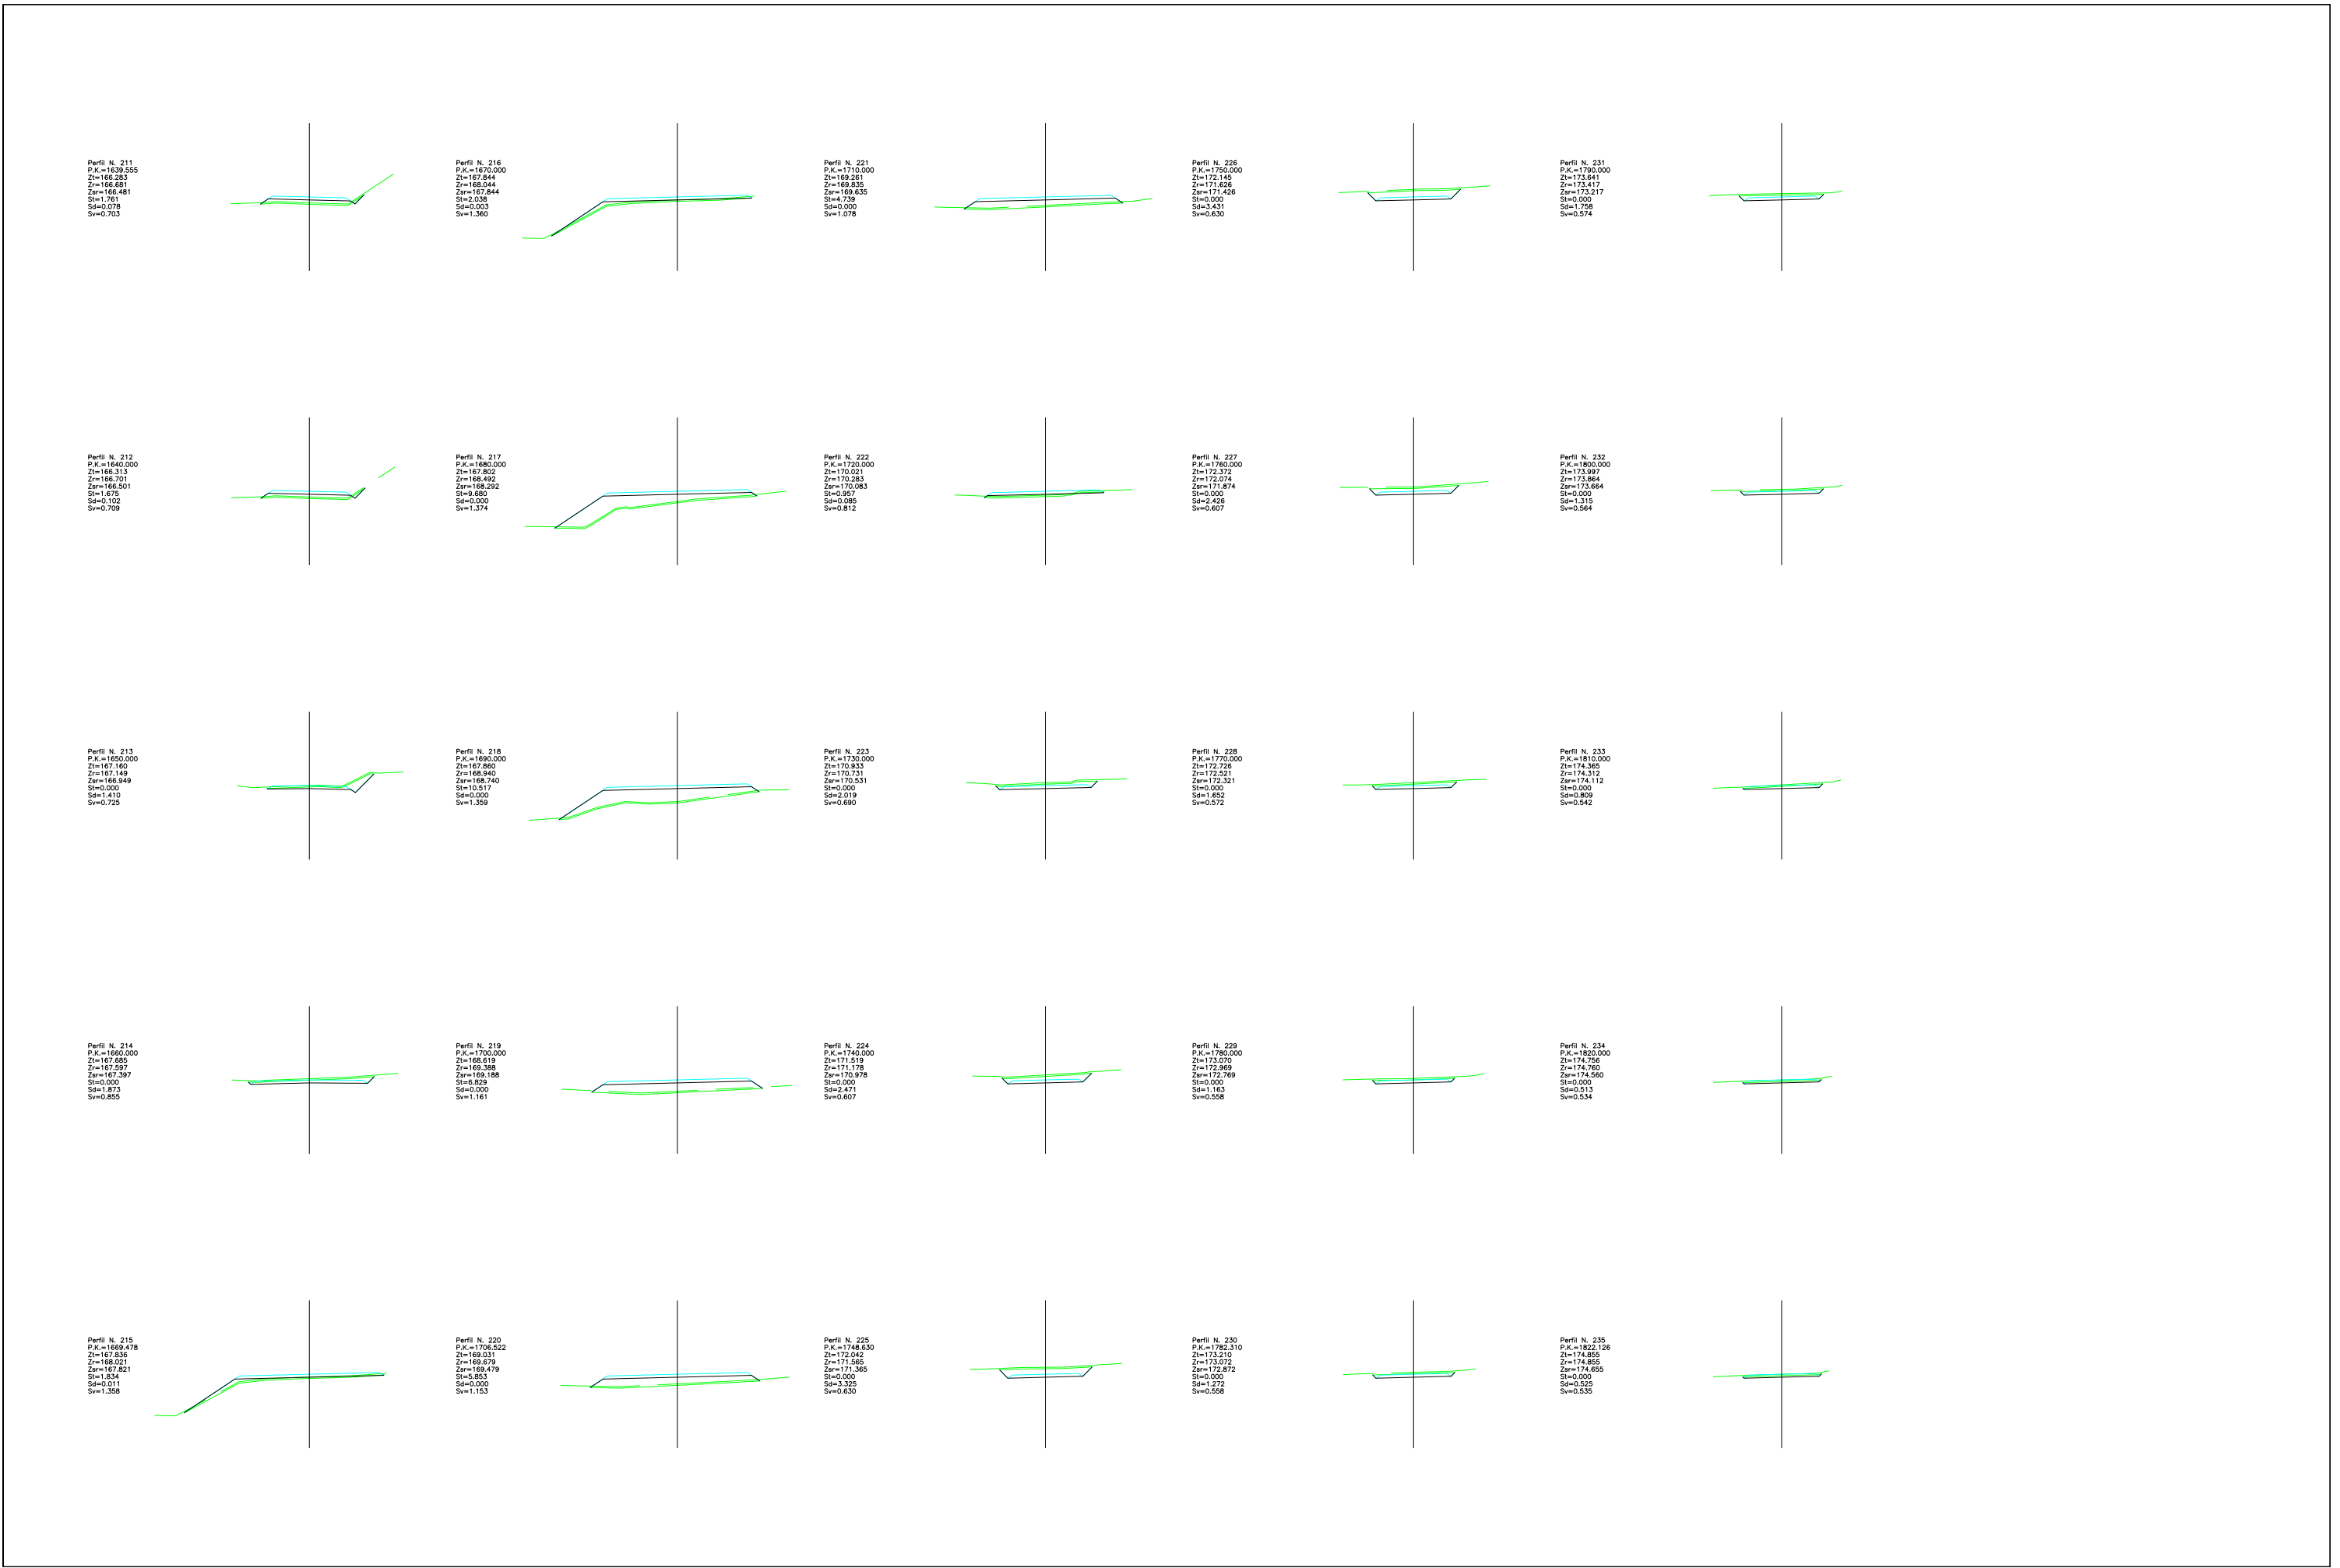 Perfil N. 211
P.K.=1639.555
Zt=166.283
Zr=166.681
Zsr=166.481
St=1.761
Sd=0.078
Sv=0.703
Perfil N. 212
P.K.=1640.000
Zt=166.313
Zr=166.701
Zsr=166.501
St=1.675
Sd=0.102
Sv=0.709
Perfil N. 213
P.K.=1650.000
Zt=167.160
Zr=167.149
Zsr=166.949
St=0.000
Sd=1.410
Sv=0.725
Perfil N. 214
P.K.=1660.000
Zt=167.685
Zr=167.597
Zsr=167.397
St=0.000
Sd=1.873
Sv=0.855
Perfil N. 215
P.K.=1669.478
Zt=167.836
Zr=168.021
Zsr=167.821
St=1.834
Sd=0.011
Sv=1.358
Perfil N. 216
P.K.=1670.000
Zt=167.844
Zr=168.044
Zsr=167.844
St=2.038
Sd=0.003
Sv=1.360
Perfil N. 217
P.K.=1680.000
Zt=167.802
Zr=168.492
Zsr=168.292
St=9.680
Sd=0.000
Sv=1.374
Perfil N. 218
P.K.=1690.000
Zt=167.860
Zr=168.940
Zsr=168.740
St=10.517
Sd=0.000
Sv=1.359
Perfil N. 219
P.K.=1700.000
Zt=168.619
Zr=169.388
Zsr=169.188
St=6.829
Sd=0.000
Sv=1.161
Perfil N. 220
P.K.=1706.522
Zt=169.031
Zr=169.679
Zsr=169.479
St=5.853
Sd=0.000
Sv=1.153
Perfil N. 221
P.K.=1710.000
Zt=169.261
Zr=169.835
Zsr=169.635
St=4.739
Sd=0.000
Sv=1.078
Perfil N. 222
P.K.=1720.000
Zt=170.021
Zr=170.283
Zsr=170.083
St=0.957
Sd=0.085
Sv=0.812
Perfil N. 223
P.K.=1730.000
Zt=170.933
Zr=170.731
Zsr=170.531
St=0.000
Sd=2.019
Sv=0.690
Perfil N. 224
P.K.=1740.000
Zt=171.519
Zr=171.178
Zsr=170.978
St=0.000
Sd=2.471
Sv=0.607
Perfil N. 225
P.K.=1748.630
Zt=172.042
Zr=171.565
Zsr=171.365
St=0.000
Sd=3.325
Sv=0.630
Perfil N. 226
P.K.=1750.000
Zt=172.145
Zr=171.626
Zsr=171.426
St=0.000
Sd=3.431
Sv=0.630
Perfil N. 227
P.K.=1760.000
Zt=172.372
Zr=172.074
Zsr=171.874
St=0.000
Sd=2.426
Sv=0.607
Perfil N. 228
P.K.=1770.000
Zt=172.726
Zr=172.521
Zsr=172.321
St=0.000
Sd=1.652
Sv=0.572
Perfil N. 229
P.K.=1780.000
Zt=173.070
Zr=172.969
Zsr=172.769
St=0.000
Sd=1.163
Sv=0.558
Perfil N. 230
P.K.=1782.310
Zt=173.210
Zr=173.072
Zsr=172.872
St=0.000
Sd=1.272
Sv=0.558
Perfil N. 231
P.K.=1790.000
Zt=173.641
Zr=173.417
Zsr=173.217
St=0.000
Sd=1.758
Sv=0.574
Perfil N. 232
P.K.=1800.000
Zt=173.997
Zr=173.864
Zsr=173.664
St=0.000
Sd=1.315
Sv=0.564
Perfil N. 233
P.K.=1810.000
Zt=174.365
Zr=174.312
Zsr=174.112
St=0.000
Sd=0.809
Sv=0.542
Perfil N. 234
P.K.=1820.000
Zt=174.756
Zr=174.760
Zsr=174.560
St=0.000
Sd=0.513
Sv=0.534
Perfil N. 235
P.K.=1822.126
Zt=174.855
Zr=174.855
Zsr=174.655
St=0.000
Sd=0.525
Sv=0.535